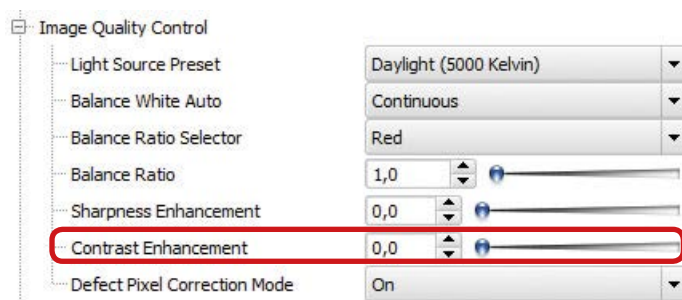 Image Quality Control
Light Source Preset Daylight (5000 Kelvin)
Balance White Auto Continuous
Balance Ratio Selector Red
Balance Ratio 1,0
Sharpness Enhancement 0,0
Contrast Enhancement 0,0
Defect Pixel Correction Mode On